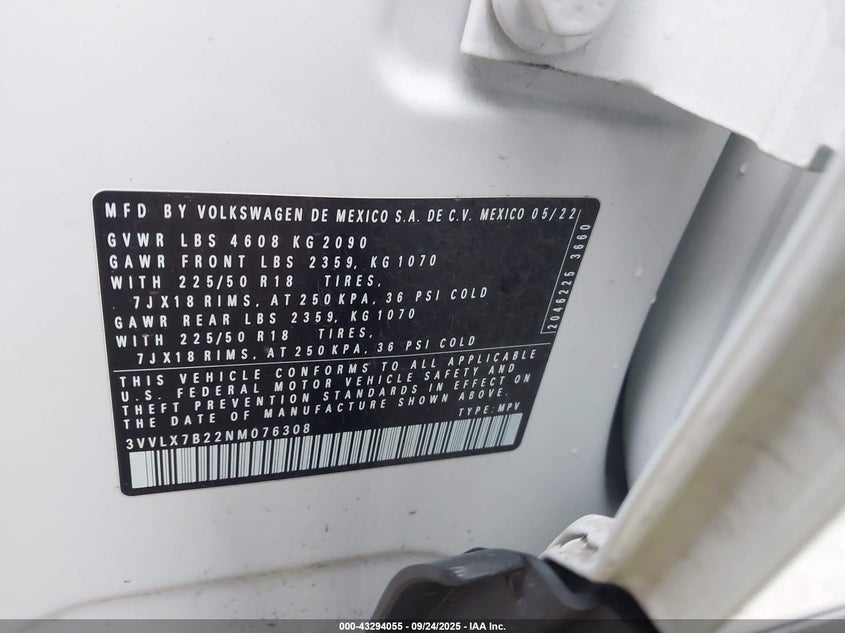 MFD BY VOLKSWAGEN DE MEXICO S.A. DE C.V. MEXICO 05/22
GVWR LBS 4608 KG 2090
GAWR FRONT LBS 2359, KG 1070
WITH 225/50 R18 TIRES,
7JX18 RIMS, AT 250 KPA, 36 PSI COLD
GAWR REAR LBS 2359, KG 1070
WITH 225/50 R18 TIRES,
7JX18 RIMS, AT 250 KPA, 36 PSI COLD
2046225 3660
THIS VEHICLE CONFORMS TO ALL APPLICABLE
U.S. FEDERAL MOTOR VEHICLE SAFETY AND
THEFT PREVENTION STANDARDS IN EFFECT ON
THE DATE OF MANUFACTURE SHOWN ABOVE.
TYPE: MPV
3VVLX7B22NM076308
000-43294055 - 09/24/2025 - IAA Inc.